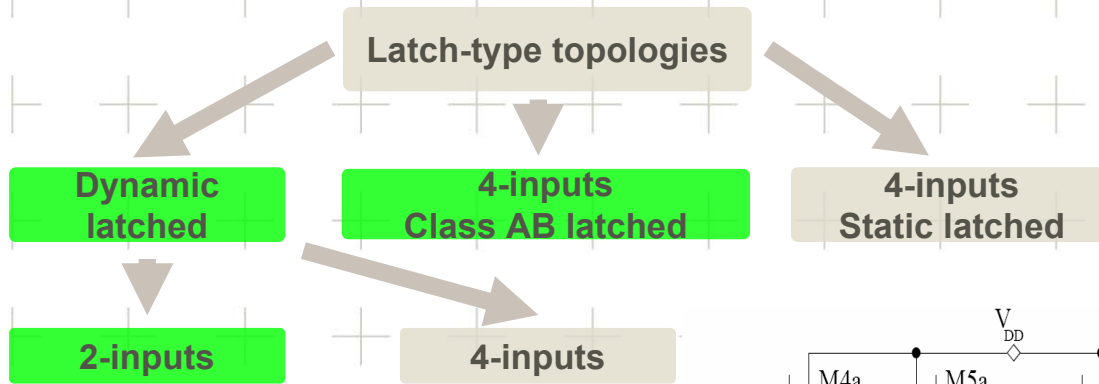 Latch-type topologies
Dynamic
latched
4-inputs
Class AB latched
4-inputs
Static latched
2-inputs
4-inputs
V
DD
M4a
M5a